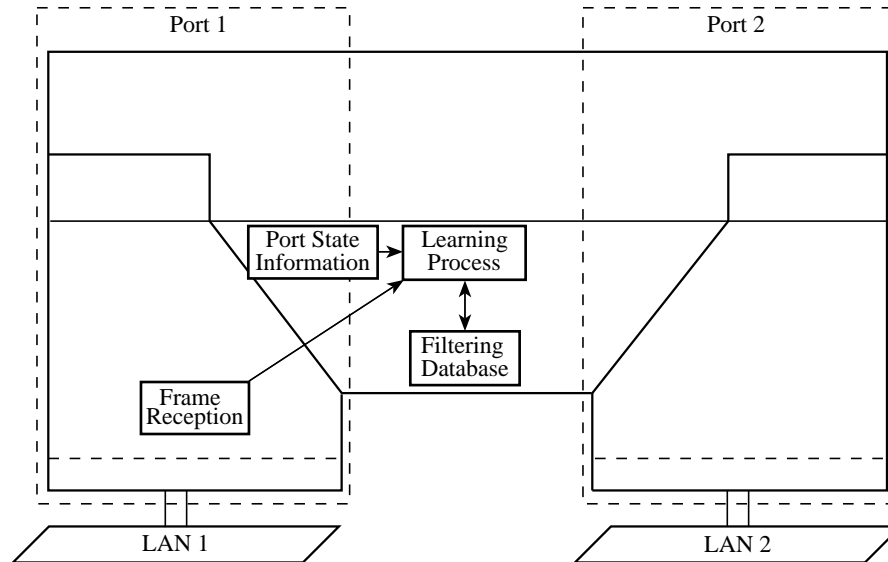 Port 1
Port 2
Port State
Information
Learning
Process
Filtering
Database
Frame
Reception
LAN 1
LAN 2